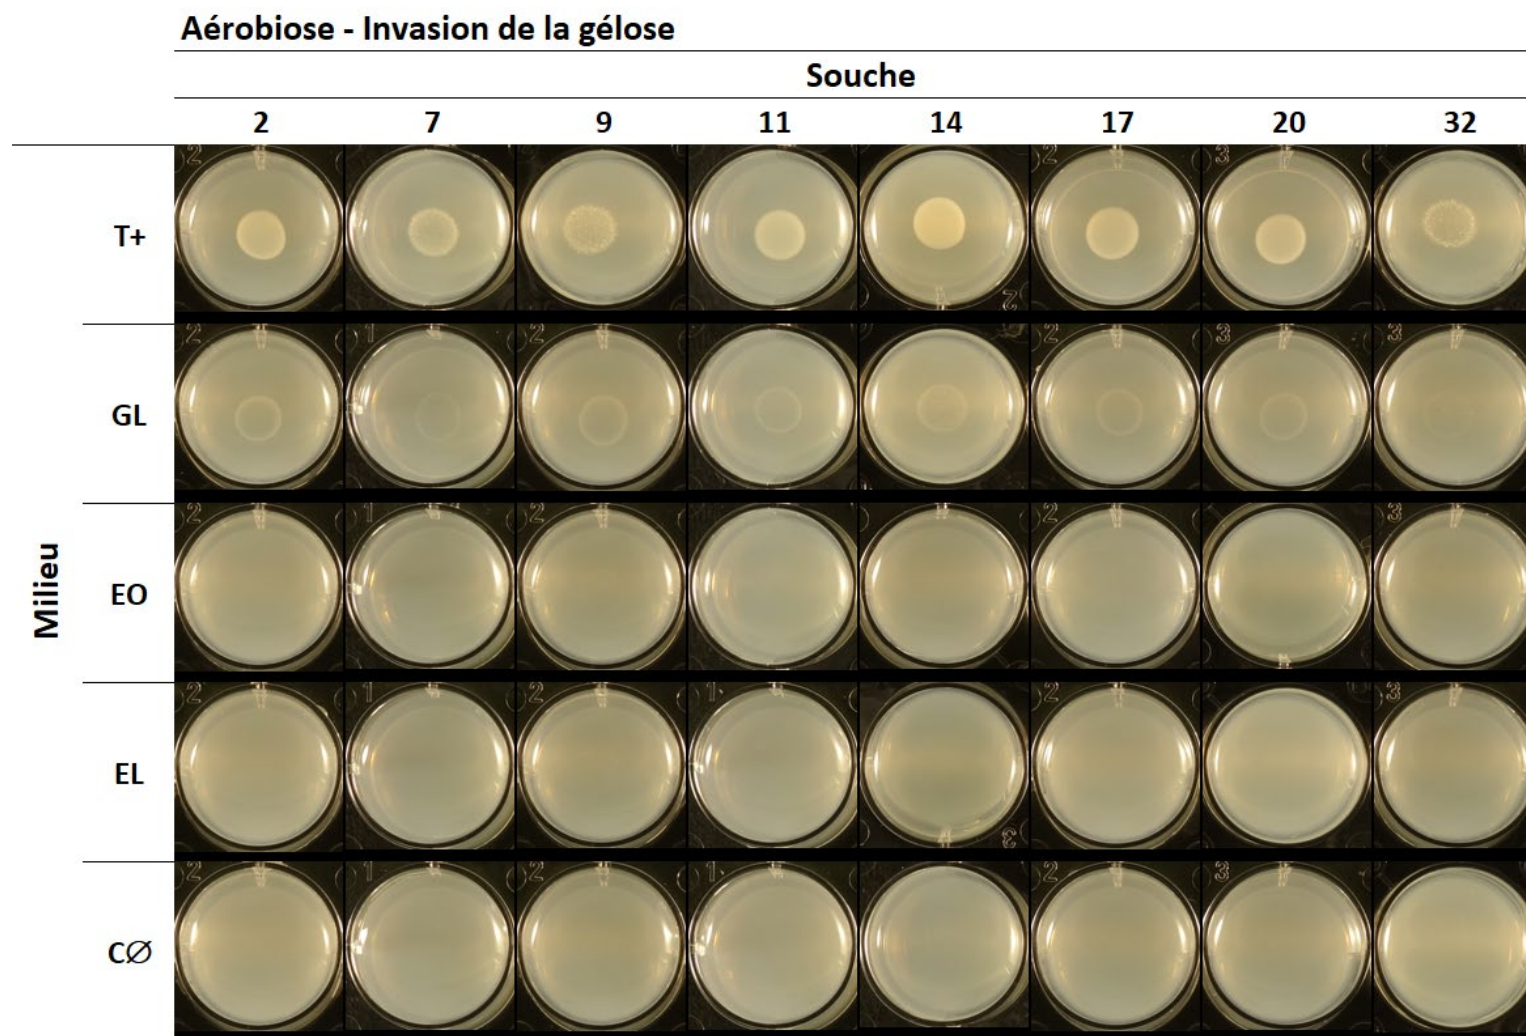 Aérobiose - Invasion de la gélose
Souche
2 7 9 11 14 17 20 32
Milieu
T+
GL
EO
EL
CØ